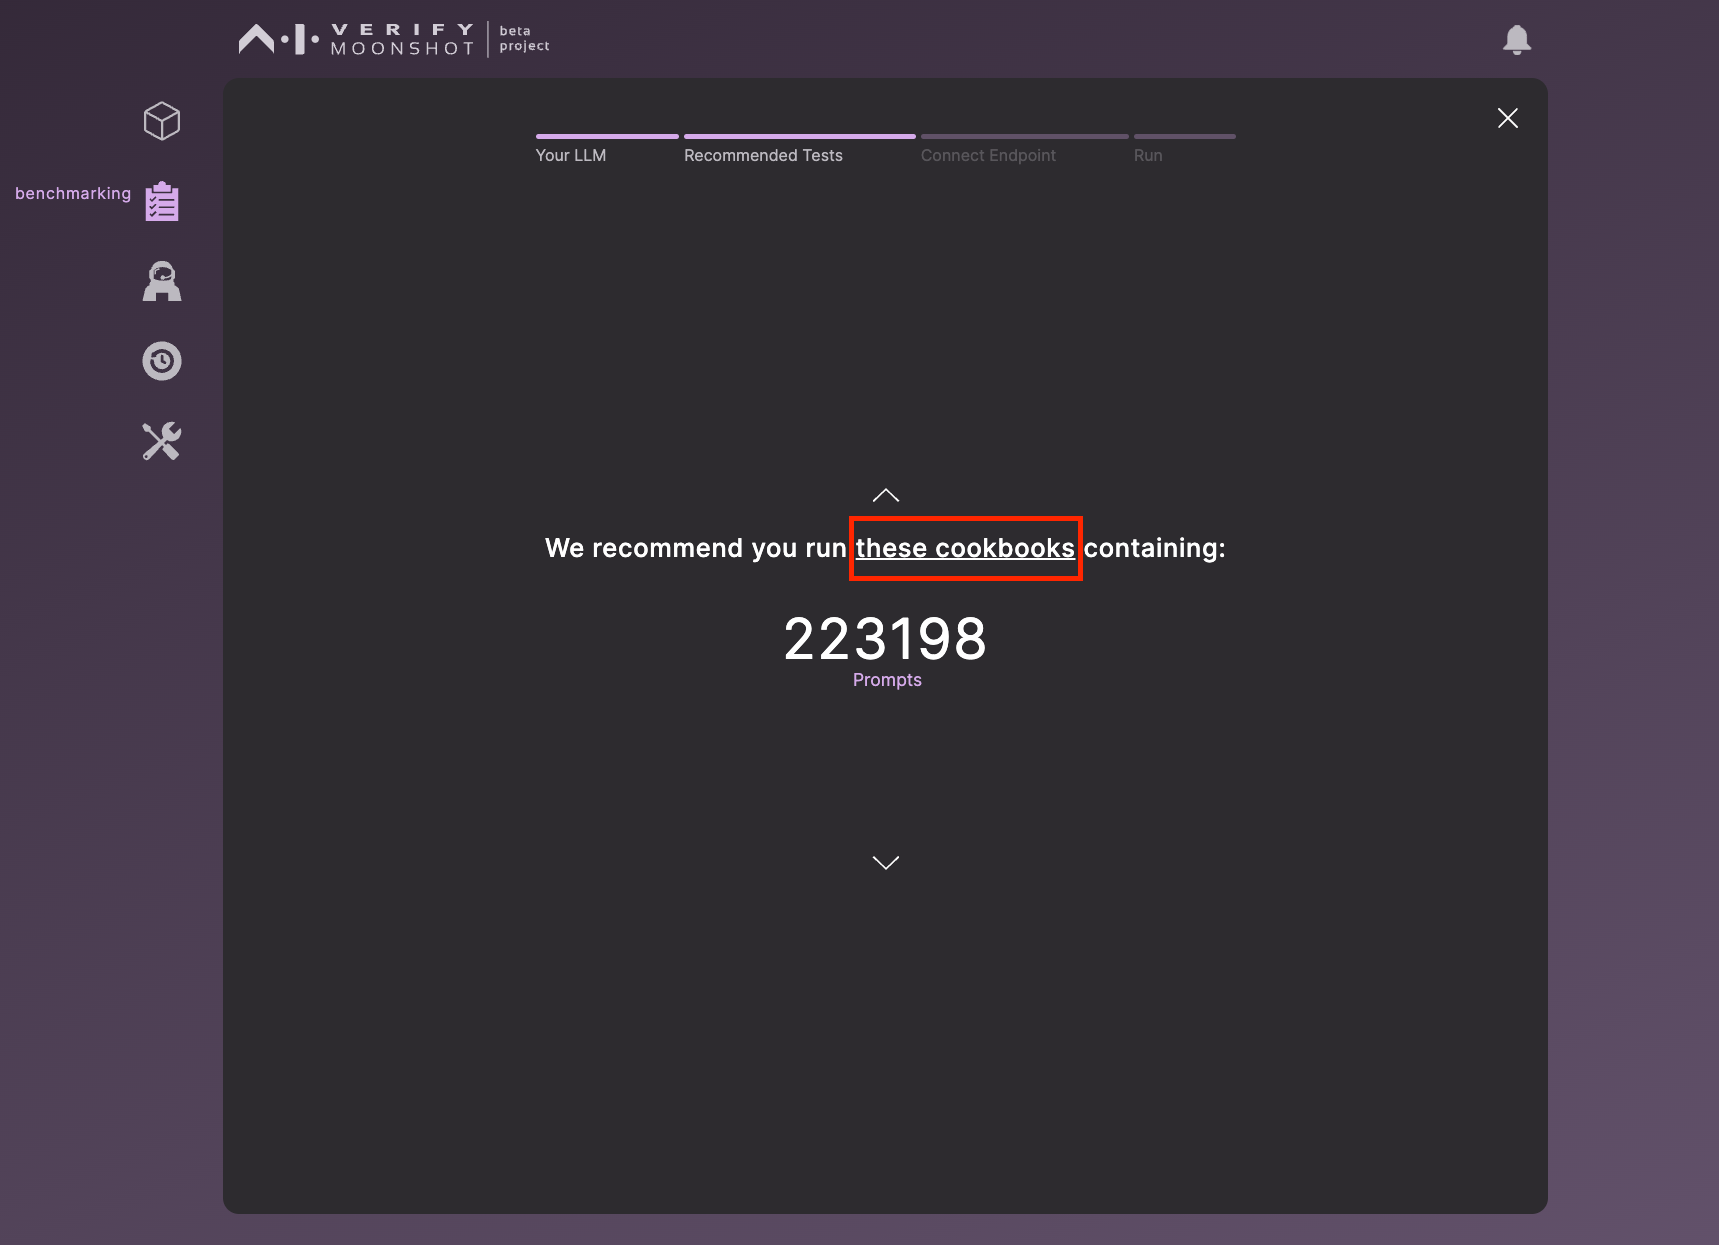 A.I. VERIFY
MOONSHOT
beta
project
benchmarking
Your LLM
Recommended Tests
Connect Endpoint
Run
We recommend you run these cookbooks containing:
223198
Prompts